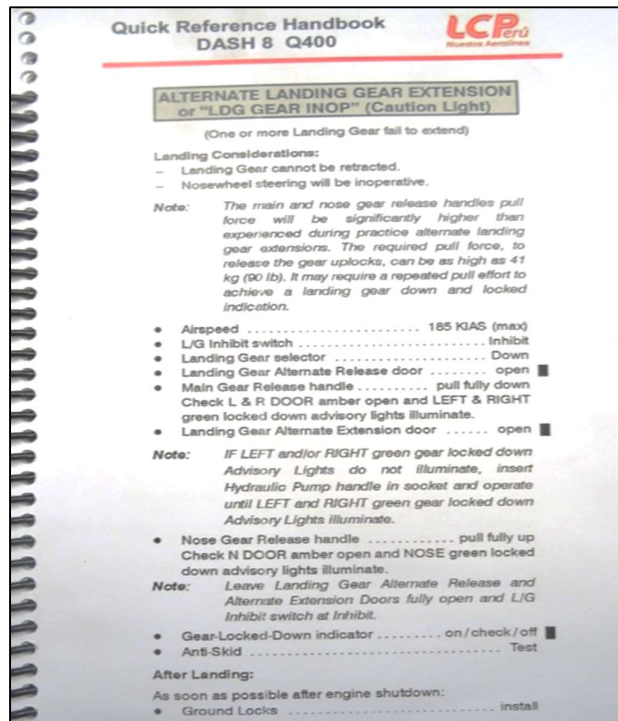 Quick Reference Handbook
DASH 8 Q400
LCPerú
Nuestra Aerolínea
ALTERNATE LANDING GEAR EXTENSION
or "LDG GEAR INOP" (Caution Light)
(One or more Landing Gear fail to extend)
Landing Considerations:
– Landing Gear cannot be retracted.
– Nosewheel steering will be inoperative.
Note: The main and nose gear release handles pull
force will be significantly higher than
experienced during practice alternate landing
gear extensions. The required pull force, to
release the gear uplocks, can be as high as 41
kg (90 lb). It may require a repeated pull effort to
achieve a landing gear down and locked
indication.
• Airspeed ........................ 185 KIAS (max)
• L/G Inhibit switch ........................... Inhibit
• Landing Gear selector ..................... Down
• Landing Gear Alternate Release door ........ open
• Main Gear Release handle .......... pull fully down
Check L & R DOOR amber open and LEFT & RIGHT
green locked down advisory lights illuminate.
• Landing Gear Alternate Extension door ...... open
Note: IF LEFT and/or RIGHT green gear locked down
Advisory Lights do not illuminate, insert
Hydraulic Pump handle in socket and operate
until LEFT and RIGHT green gear locked down
Advisory Lights illuminate.
• Nose Gear Release handle ............ pull fully up
Check N DOOR amber open and NOSE green locked
down advisory lights illuminate.
Note: Leave Landing Gear Alternate Release and
Alternate Extension Doors fully open and L/G
Inhibit switch at Inhibit.
• Gear-Locked-Down indicator ......... on/check/off
• Anti-Skid ................................. Test
After Landing:
As soon as possible after engine shutdown:
• Ground Locks .......................... install